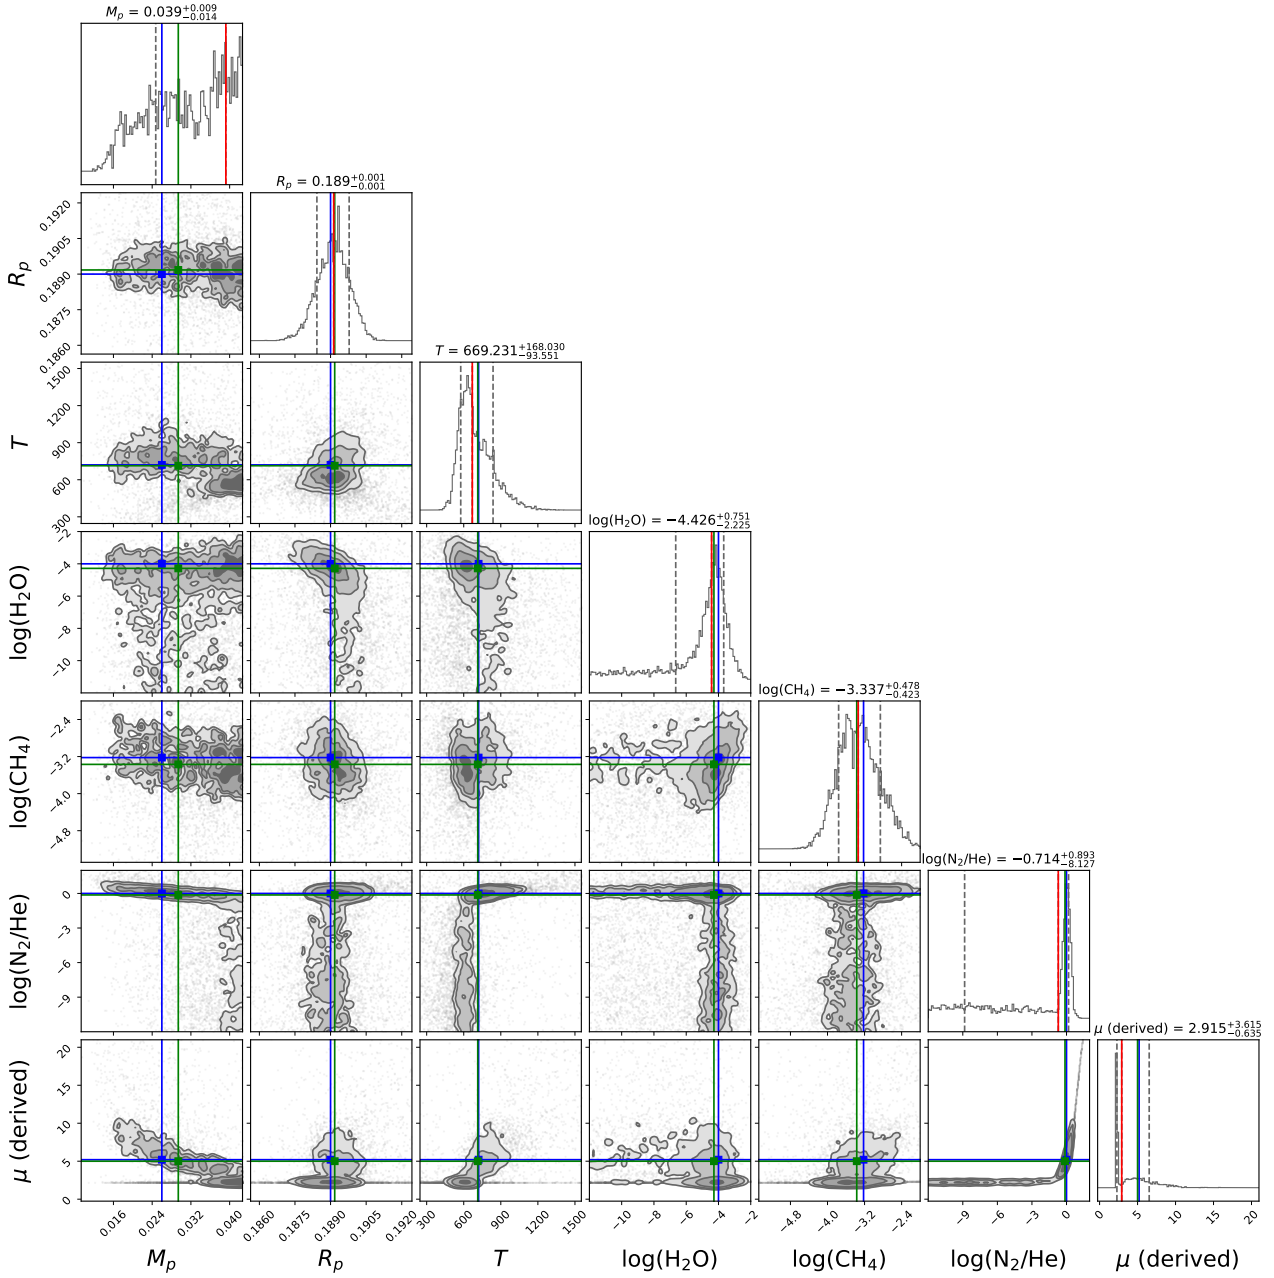 M_p = 0.039^{+0.009}_{-0.014}
R_p = 0.189^{+0.001}_{-0.001}
0.1920
0.1905
0.1890
0.1875
0.1860
R_p
T = 669.231^{+168.030}_{-93.551}
1500
1200
900
600
300
T
log(H₂O) = −4.426^{+0.751}_{-2.225}
−2
−4
−6
−8
−10
log(H₂O)
log(CH₄) = −3.337^{+0.478}_{-0.423}
−2.4
−3.2
−4.0
−4.8
log(CH₄)
log(N₂/He) = −0.714^{+0.893}_{-8.127}
0
−3
−6
−9
log(N₂/He)
μ (derived) = 2.915^{+3.615}_{-0.635}
20
15
10
5
0
μ (derived)
0.016 0.024 0.032 0.040
0.1860 0.1875 0.1890 0.1905 0.1920
300 600 900 1200 1500
−10 −8 −6 −4 −2
−4.8 −4.0 −3.2 −2.4
−9 −6 −3 0
0 5 10 15 20
M_p R_p T log(H₂O) log(CH₄) log(N₂/He) μ (derived)